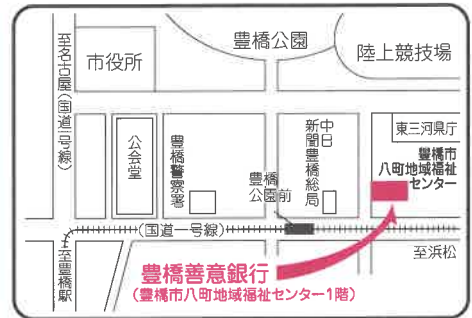 豊橋公園
陸上競技場
市役所
至名古屋(国道一号線)
公会堂
豊橋警察署
豊橋
公園前
中日
新聞豊橋総局
東三河県庁
豊橋市
八町地域福祉
センター
(国道一号線)
至浜松
至豊橋駅
豊橋善意銀行
(豊橋市八町地域福祉センター1階)